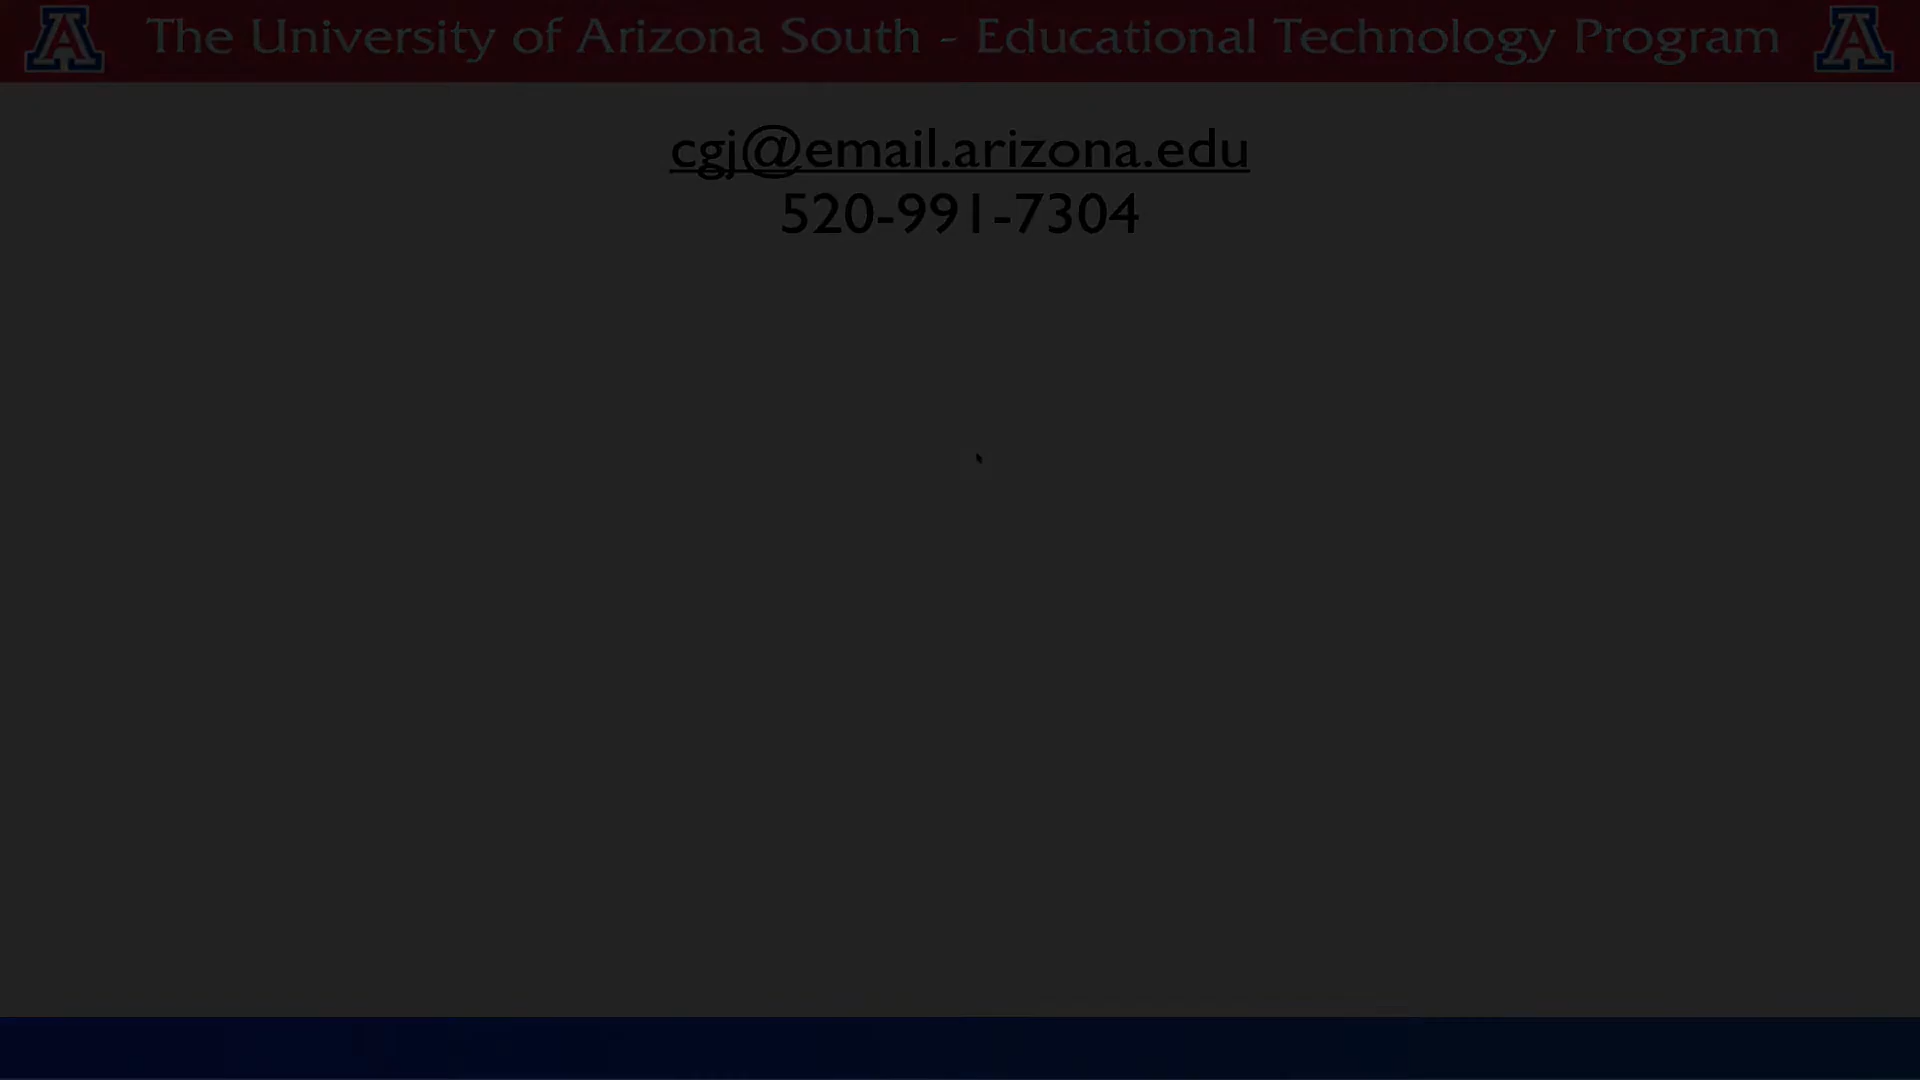 The University of Arizona South - Educational Technology Program
cgj@email.arizona.edu
520-991-7304